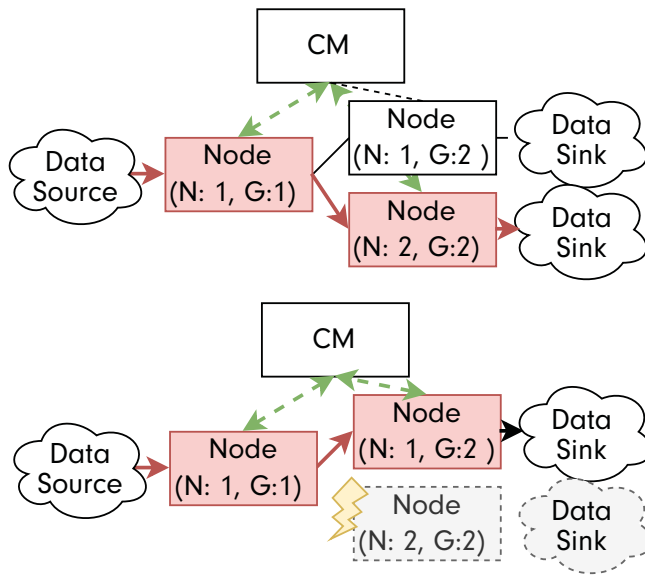 CM
Data
Source
Node
(N: 1, G:1)
Node
(N: 1, G:2 )
Data
Sink
Node
(N: 2, G:2)
Data
Sink
CM
Data
Source
Node
(N: 1, G:1)
Node
(N: 1, G:2 )
Data
Sink
Node
(N: 2, G:2)
Data
Sink